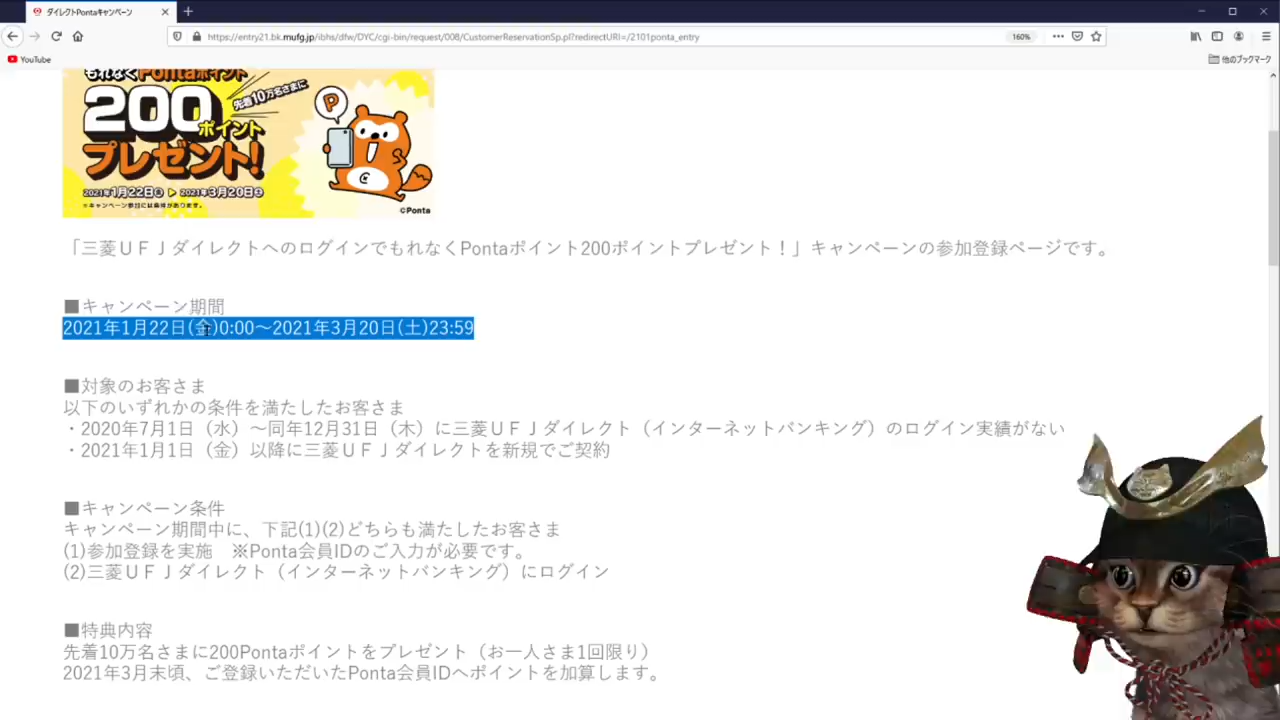 ダイレクトPontaキャンペーン
https://entry21.bk.mufg.jp/ibhs/dfw/DYC/cgi-bin/request/008/CustomerReservationSp.pl?redirectURI=/2101ponta_entry
160%
YouTube
他のブックマーク
もれなくPontaポイント
200ポイント
先着10万名さまに
プレゼント!
2021年1月22日金 ▶ 2021年3月20日土
※キャンペーン参加には条件があります。
©Ponta
「三菱ＵＦＪダイレクトへのログインでもれなくPontaポイント200ポイントプレゼント！」キャンペーンの参加登録ページです。
■キャンペーン期間
2021年1月22日(金)0:00～2021年3月20日(土)23:59
■対象のお客さま
以下のいずれかの条件を満たしたお客さま
・2020年7月1日（水）～同年12月31日（木）に三菱ＵＦＪダイレクト（インターネットバンキング）のログイン実績がない
・2021年1月1日（金）以降に三菱ＵＦＪダイレクトを新規でご契約
■キャンペーン条件
キャンペーン期間中に、下記(1)(2)どちらも満たしたお客さま
(1)参加登録を実施　※Ponta会員IDのご入力が必要です。
(2)三菱ＵＦＪダイレクト（インターネットバンキング）にログイン
■特典内容
先着10万名さまに200Pontaポイントをプレゼント（お一人さま1回限り）
2021年3月末頃、ご登録いただいたPonta会員IDへポイントを加算します。